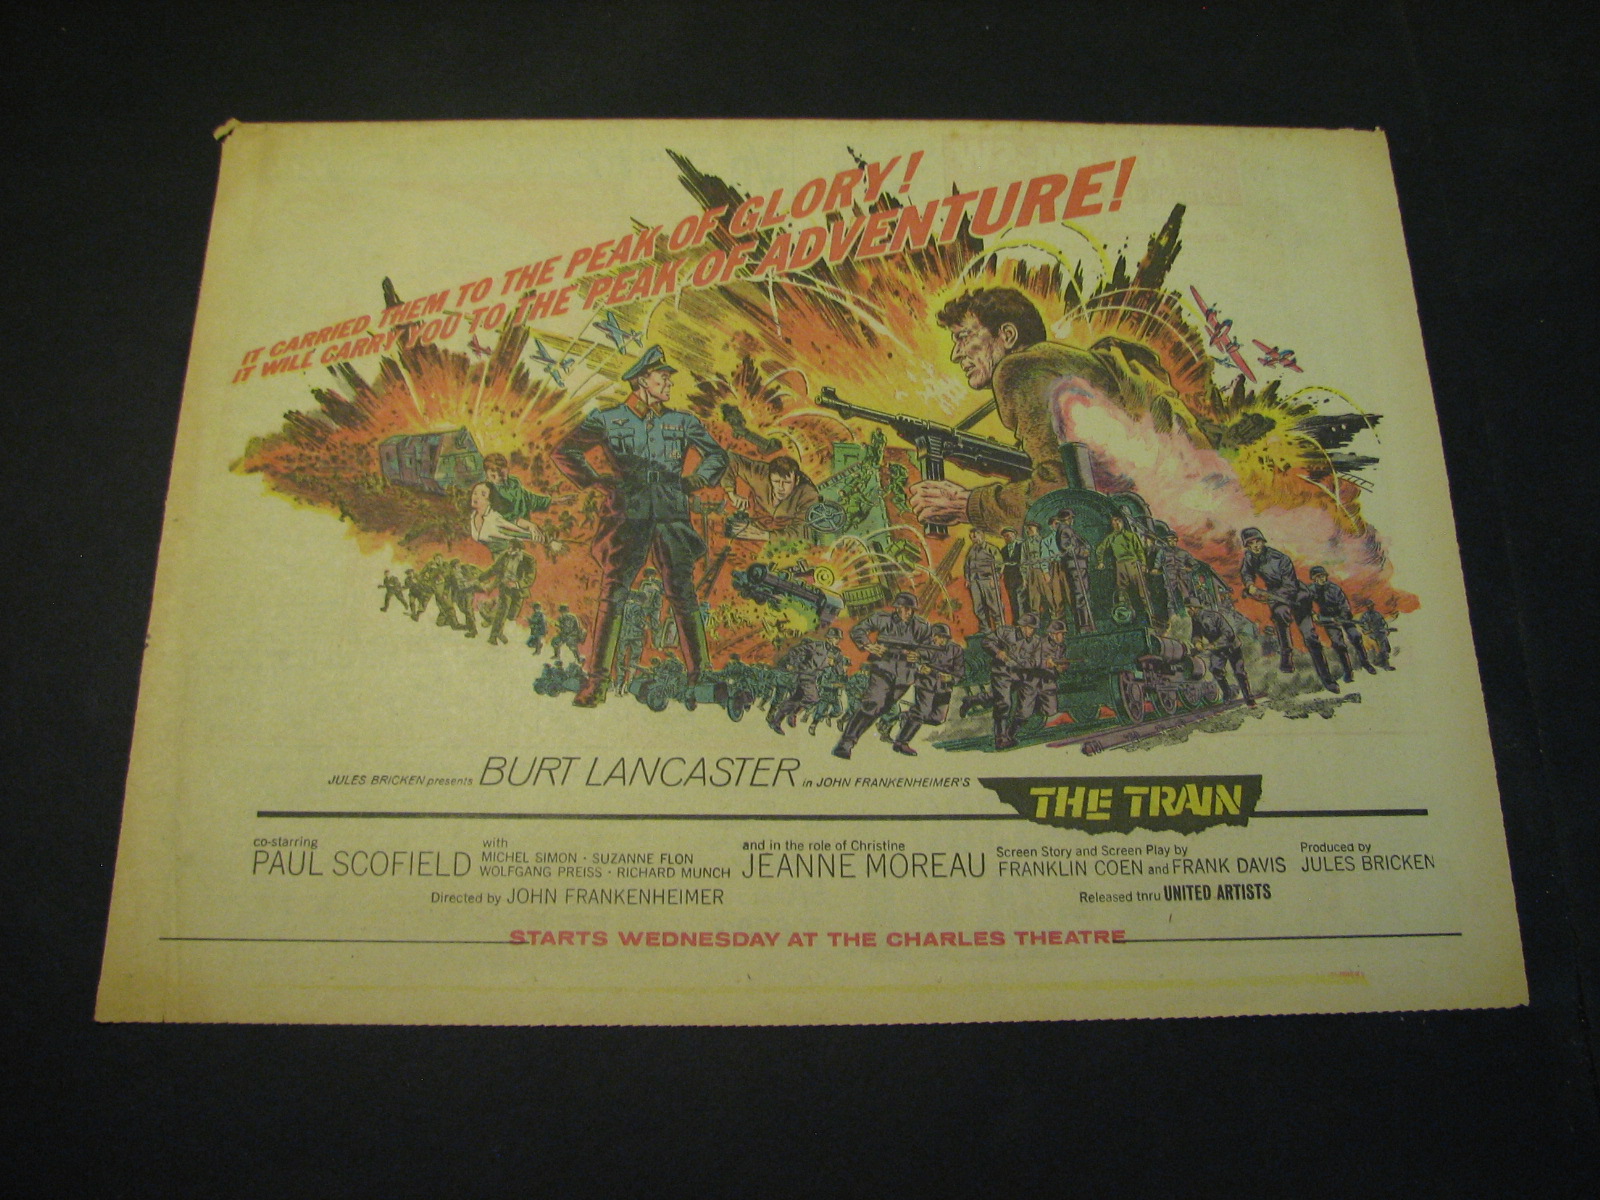 IT CARRIED THEM TO THE PEAK OF GLORY!
IT WILL CARRY YOU TO THE PEAK OF ADVENTURE!
JULES BRICKEN presents BURT LANCASTER in JOHN FRANKENHEIMER'S THE TRAIN
co-starring
PAUL SCOFIELD
with
MICHEL SIMON · SUZANNE FLON
WOLFGANG PREISS · RICHARD MUNCH
and in the role of Christine
JEANNE MOREAU
Screen Story and Screen Play by
FRANKLIN COEN and FRANK DAVIS
Produced by
JULES BRICKEN
Directed by JOHN FRANKENHEIMER
Released thru UNITED ARTISTS
STARTS WEDNESDAY AT THE CHARLES THEATRE